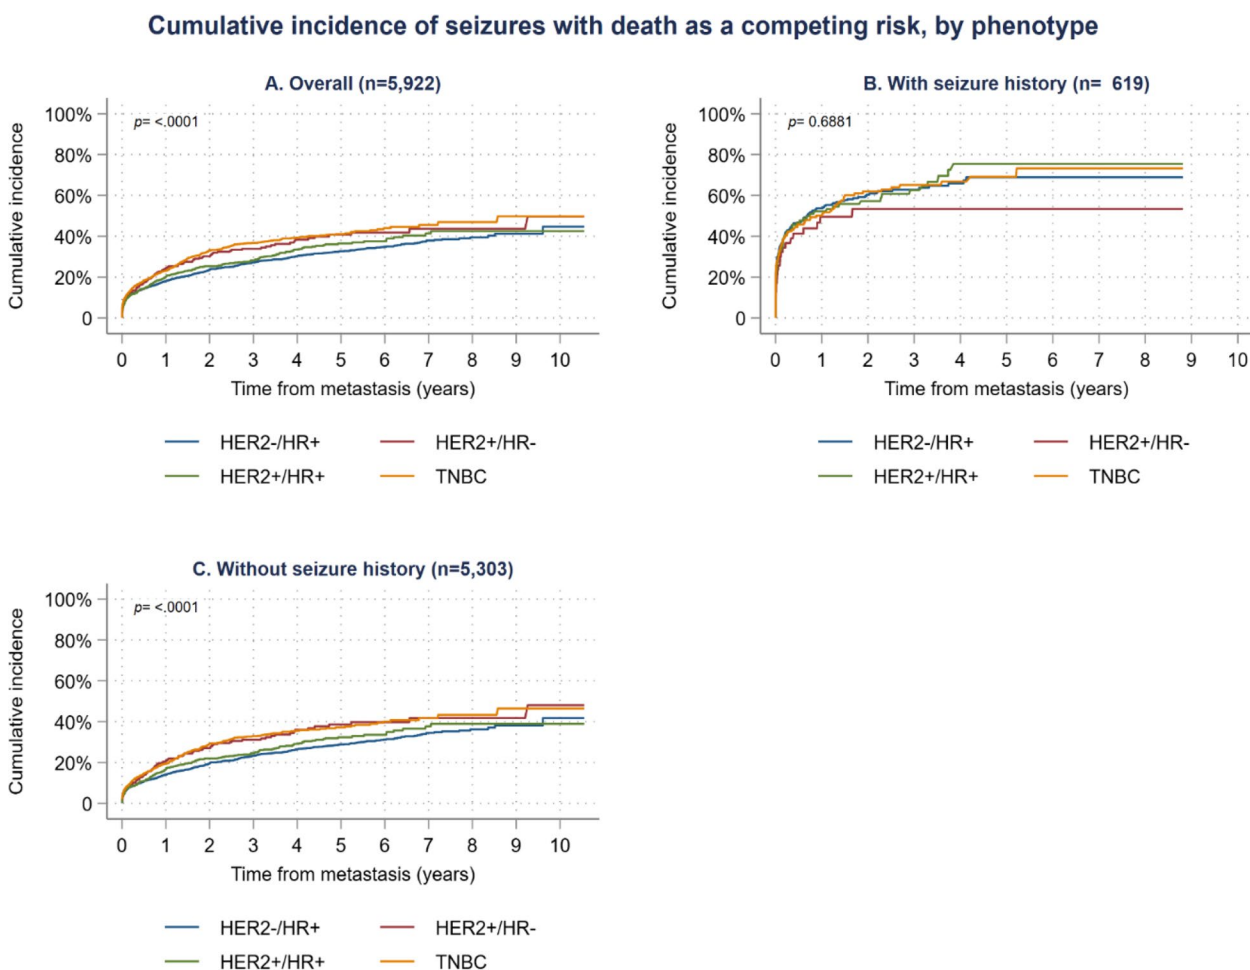 Cumulative incidence of seizures with death as a competing risk, by phenotype
A. Overall (n=5,922)
Cumulative incidence
100%
80%
60%
40%
20%
0
p= <.0001
0 1 2 3 4 5 6 7 8 9 10
Time from metastasis (years)
HER2-/HR+ HER2+/HR-
HER2+/HR+ TNBC
B. With seizure history (n= 619)
Cumulative incidence
100%
80%
60%
40%
20%
0
p= 0.6881
0 1 2 3 4 5 6 7 8 9 10
Time from metastasis (years)
HER2-/HR+ HER2+/HR-
HER2+/HR+ TNBC
C. Without seizure history (n=5,303)
Cumulative incidence
100%
80%
60%
40%
20%
0
p= <.0001
0 1 2 3 4 5 6 7 8 9 10
Time from metastasis (years)
HER2-/HR+ HER2+/HR-
HER2+/HR+ TNBC